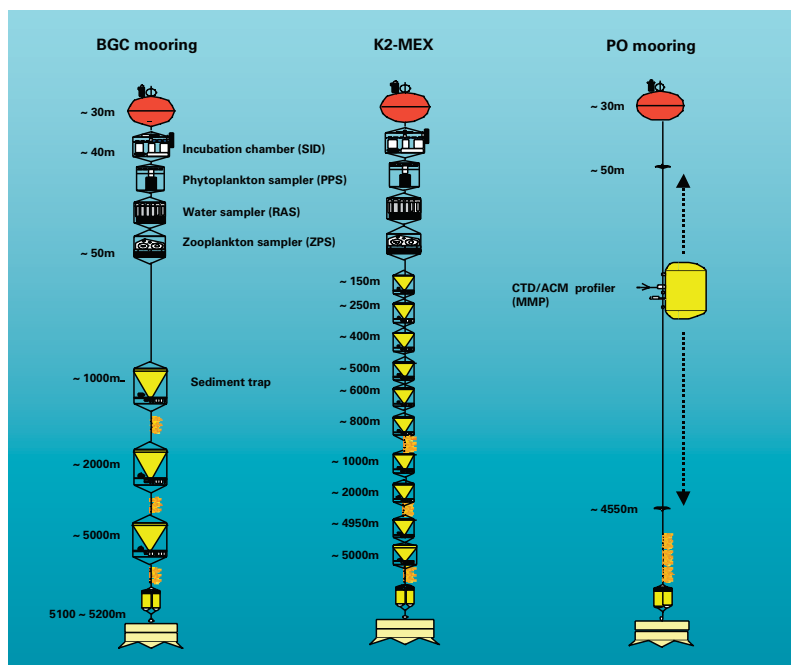 BGC mooring
K2-MEX
PO mooring
~ 30m
~ 40m
Incubation chamber (SID)
Phytoplankton sampler (PPS)
Water sampler (RAS)
Zooplankton sampler (ZPS)
~ 50m
~ 1000m
Sediment trap
~ 2000m
~ 5000m
5100 ~ 5200m
~ 150m
~ 250m
~ 400m
~ 500m
~ 600m
~ 800m
~ 1000m
~ 2000m
~ 4950m
~ 5000m
~ 30m
~ 50m
CTD/ACM profiler
(MMP)
~ 4550m